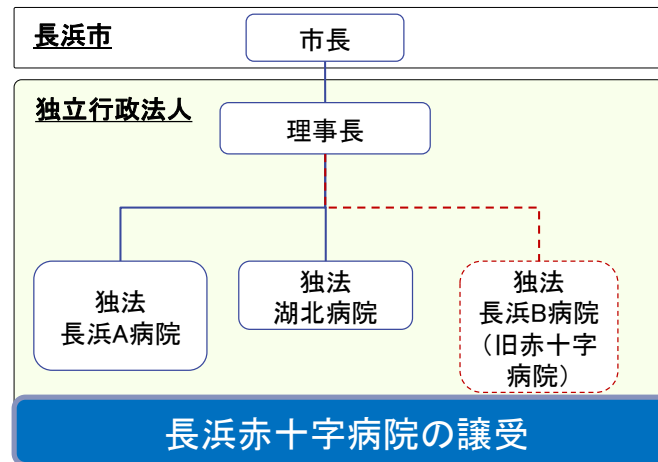 長浜市
市長
独立行政法人
理事長
独法
長浜A病院
独法
湖北病院
独法
長浜B病院
（旧赤十字
病院）
長浜赤十字病院の譲受